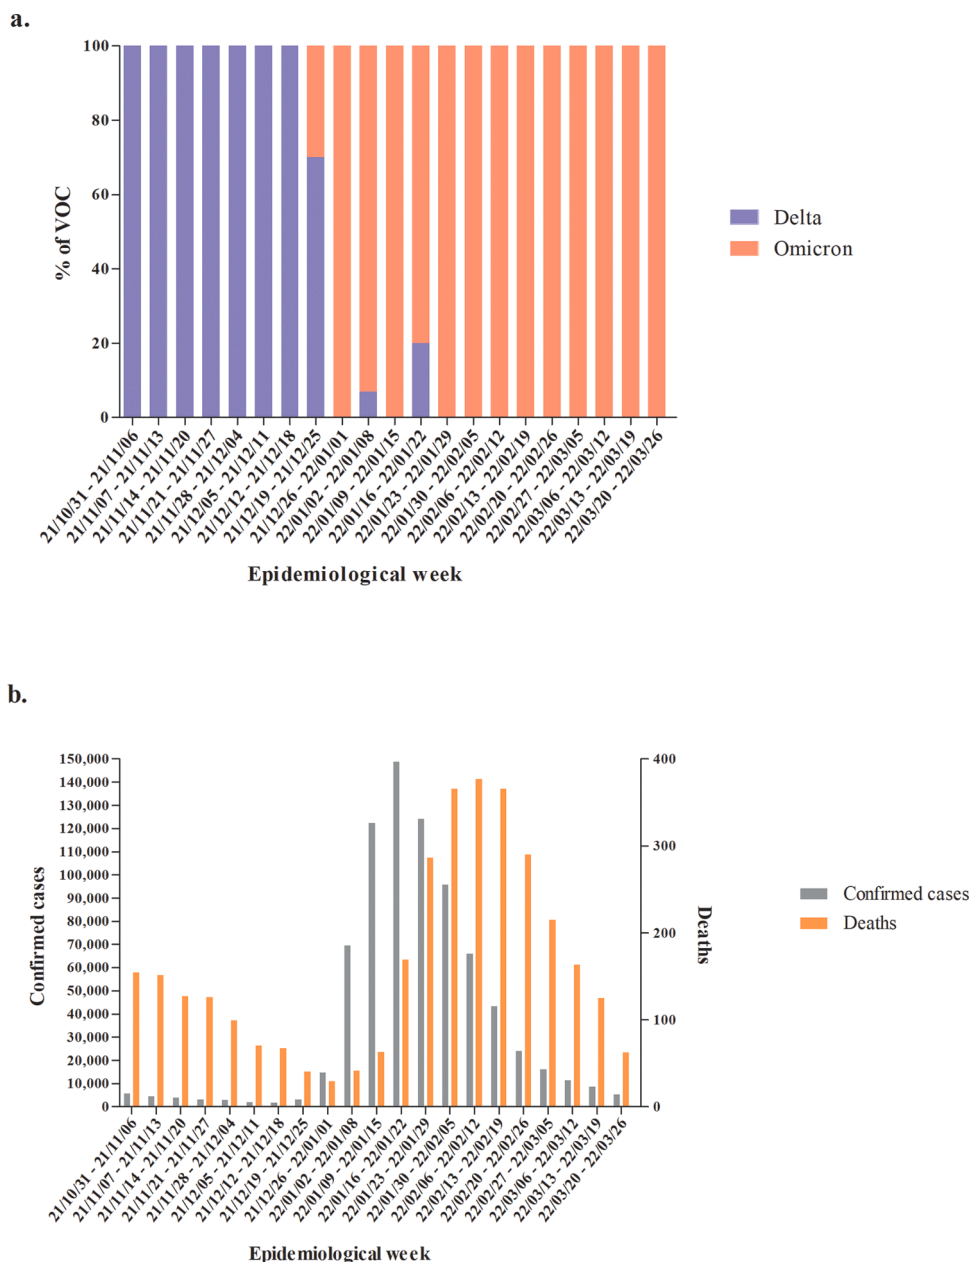 a.
100
80
60
40
20
0
% of VOC
Delta
Omicron
21/10/31 - 21/11/06
21/11/07 - 21/11/13
21/11/14 - 21/11/20
21/11/21 - 21/11/27
21/11/28 - 21/12/04
21/12/05 - 21/12/11
21/12/12 - 21/12/18
21/12/19 - 21/12/25
21/12/26 - 22/01/01
22/01/02 - 22/01/08
22/01/09 - 22/01/15
22/01/16 - 22/01/22
22/01/23 - 22/01/29
22/01/30 - 22/02/05
22/02/06 - 22/02/12
22/02/13 - 22/02/19
22/02/20 - 22/02/26
22/02/27 - 22/03/05
22/03/06 - 22/03/12
22/03/13 - 22/03/19
22/03/20 - 22/03/26
Epidemiological week
b.
150,000
140,000
130,000
120,000
110,000
100,000
90,000
80,000
70,000
60,000
50,000
40,000
30,000
20,000
10,000
0
Confirmed cases
400
300
200
100
0
Deaths
Confirmed cases
Deaths
21/10/31 - 21/11/06
21/11/07 - 21/11/13
21/11/14 - 21/11/20
21/11/21 - 21/11/27
21/11/28 - 21/12/04
21/12/05 - 21/12/11
21/12/12 - 21/12/18
21/12/19 - 21/12/25
21/12/26 - 22/01/01
22/01/02 - 22/01/08
22/01/09 - 22/01/15
22/01/16 - 22/01/22
22/01/23 - 22/01/29
22/01/30 - 22/02/05
22/02/06 - 22/02/12
22/02/13 - 22/02/19
22/02/20 - 22/02/26
22/02/27 - 22/03/05
22/03/06 - 22/03/12
22/03/13 - 22/03/19
22/03/20 - 22/03/26
Epidemiological week